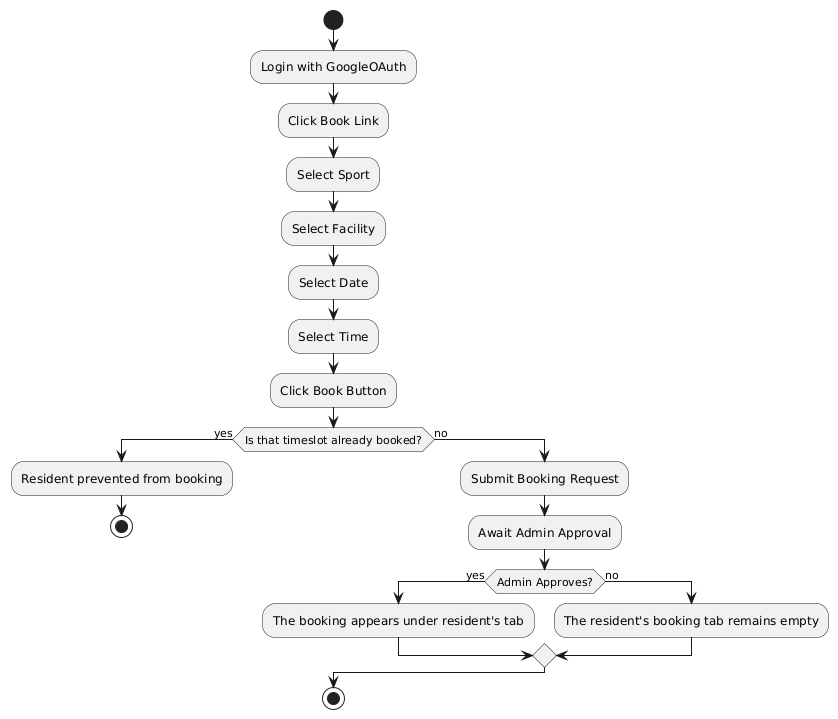 Login with GoogleOAuth
Click Book Link
Select Sport
Select Facility
Select Date
Select Time
Click Book Button
yes
Is that timeslot already booked?
no
Resident prevented from booking
Submit Booking Request
Await Admin Approval
yes
Admin Approves?
no
The booking appears under resident's tab
The resident's booking tab remains empty